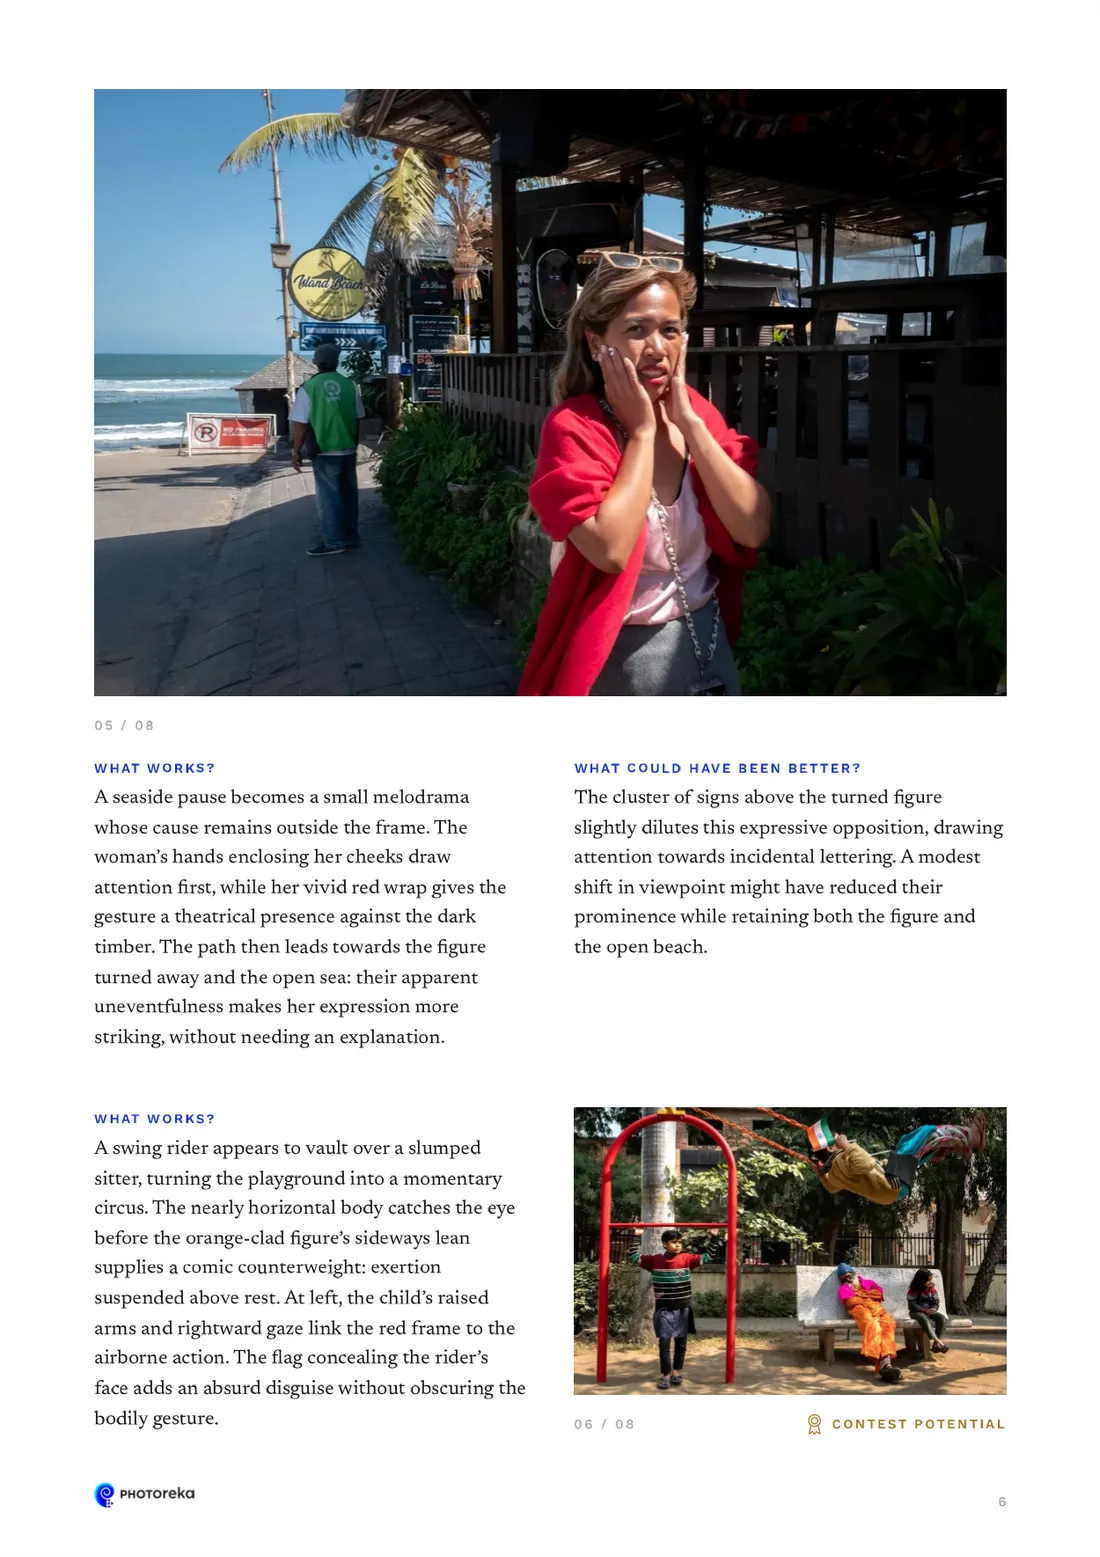 Island Beach
La Rosa
P
NO PARKING
05 / 08
WHAT WORKS?
A seaside pause becomes a small melodrama
whose cause remains outside the frame. The
woman's hands enclosing her cheeks draw
attention first, while her vivid red wrap gives the
gesture a theatrical presence against the dark
timber. The path then leads towards the figure
turned away and the open sea: their apparent
uneventfulness makes her expression more
striking, without needing an explanation.
WHAT COULD HAVE BEEN BETTER?
The cluster of signs above the turned figure
slightly dilutes this expressive opposition, drawing
attention towards incidental lettering. A modest
shift in viewpoint might have reduced their
prominence while retaining both the figure and
the open beach.
WHAT WORKS?
A swing rider appears to vault over a slumped
sitter, turning the playground into a momentary
circus. The nearly horizontal body catches the eye
before the orange-clad figure's sideways lean
supplies a comic counterweight: exertion
suspended above rest. At left, the child's raised
arms and rightward gaze link the red frame to the
airborne action. The flag concealing the rider's
face adds an absurd disguise without obscuring the
bodily gesture.
06 / 08
CONTEST POTENTIAL
PHOTOreka
6